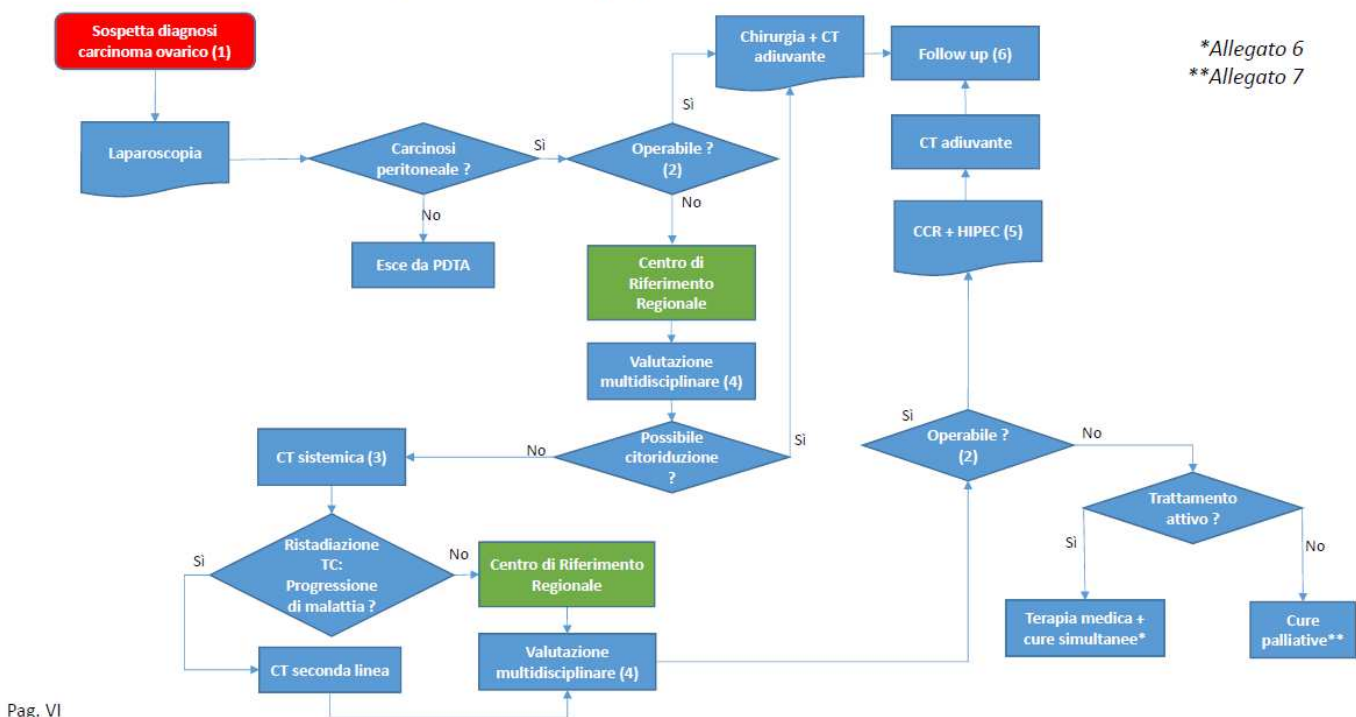 Sospetta diagnosi
carcinoma ovarico (1)
Chirurgia + CT
adiuvante
Follow up (6)
*Allegato 6
**Allegato 7
Sì
Laparoscopia
Carcinosi
peritoneale ?
Sì
Operabile ?
(2)
CT adiuvante
No
No
Esce da PDTA
Centro di
Riferimento
Regionale
CCR + HIPEC (5)
Valutazione
multidisciplinare (4)
CT sistemica (3)
No
Possibile
citoriduzione
?
Sì
Sì
Operabile ?
(2)
No
Trattamento
attivo ?
Sì
No
Ristadiazione
TC:
Progressione
di malattia ?
Sì
No
Centro di Riferimento
Regionale
Terapia medica +
cure simultanee*
Cure
palliative**
CT seconda linea
Valutazione
multidisciplinare (4)
Pag. VI